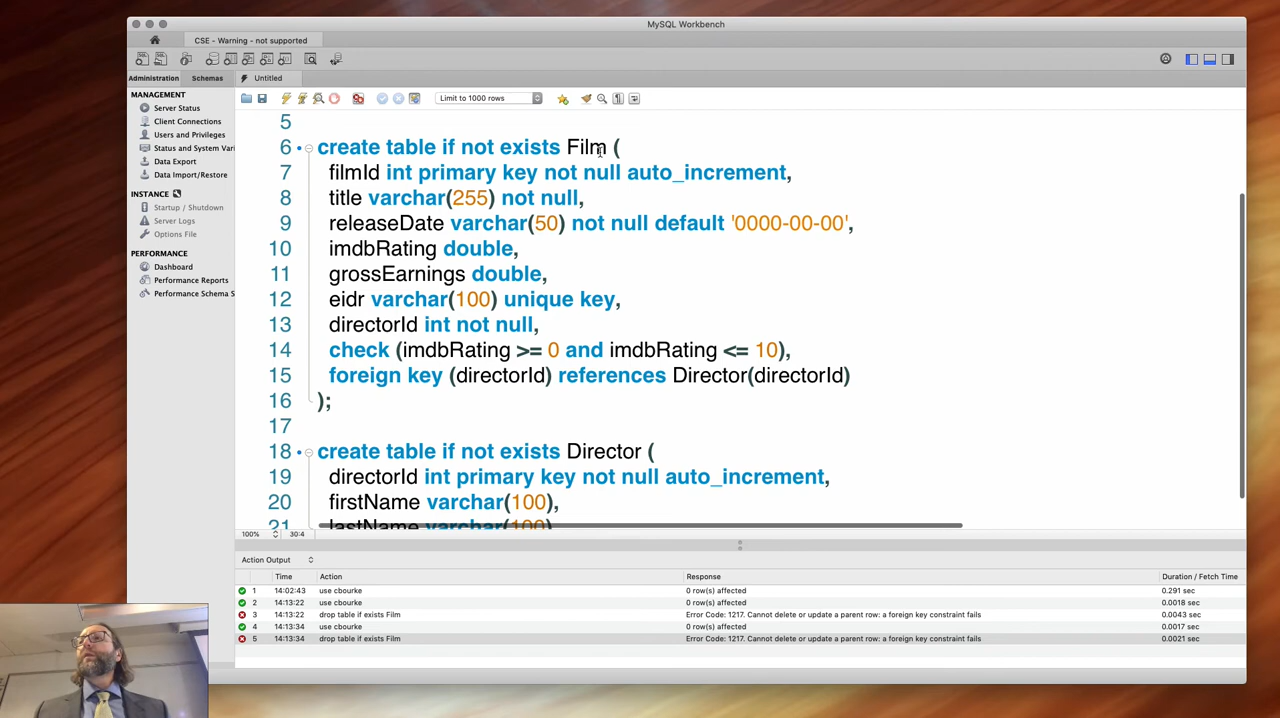 MySQL Workbench
CSE - Warning - not supported
Administration Schemas Untitled
MANAGEMENT
Server Status
Client Connections
Users and Privileges
Status and System Vari
Data Export
Data Import/Restore
INSTANCE
Startup / Shutdown
Server Logs
Options File
PERFORMANCE
Dashboard
Performance Reports
Performance Schema S
Limit to 1000 rows
5
6 create table if not exists Film (
7 filmId int primary key not null auto_increment,
8 title varchar(255) not null,
9 releaseDate varchar(50) not null default '0000-00-00',
10 imdbRating double,
11 grossEarnings double,
12 eidr varchar(100) unique key,
13 directorId int not null,
14 check (imdbRating >= 0 and imdbRating <= 10),
15 foreign key (directorId) references Director(directorId)
16 );
17
18 create table if not exists Director (
19 directorId int primary key not null auto_increment,
20 firstName varchar(100),
21 lastName varchar(100)
100% 30:4
Action Output
Time Action Response Duration / Fetch Time
1 14:02:43 use cbourke 0 row(s) affected 0.291 sec
2 14:13:22 use cbourke 0 row(s) affected 0.0018 sec
3 14:13:22 drop table if exists Film Error Code: 1217. Cannot delete or update a parent row: a foreign key constraint fails 0.0043 sec
4 14:13:34 use cbourke 0 row(s) affected 0.0017 sec
5 14:13:34 drop table if exists Film Error Code: 1217. Cannot delete or update a parent row: a foreign key constraint fails 0.0021 sec